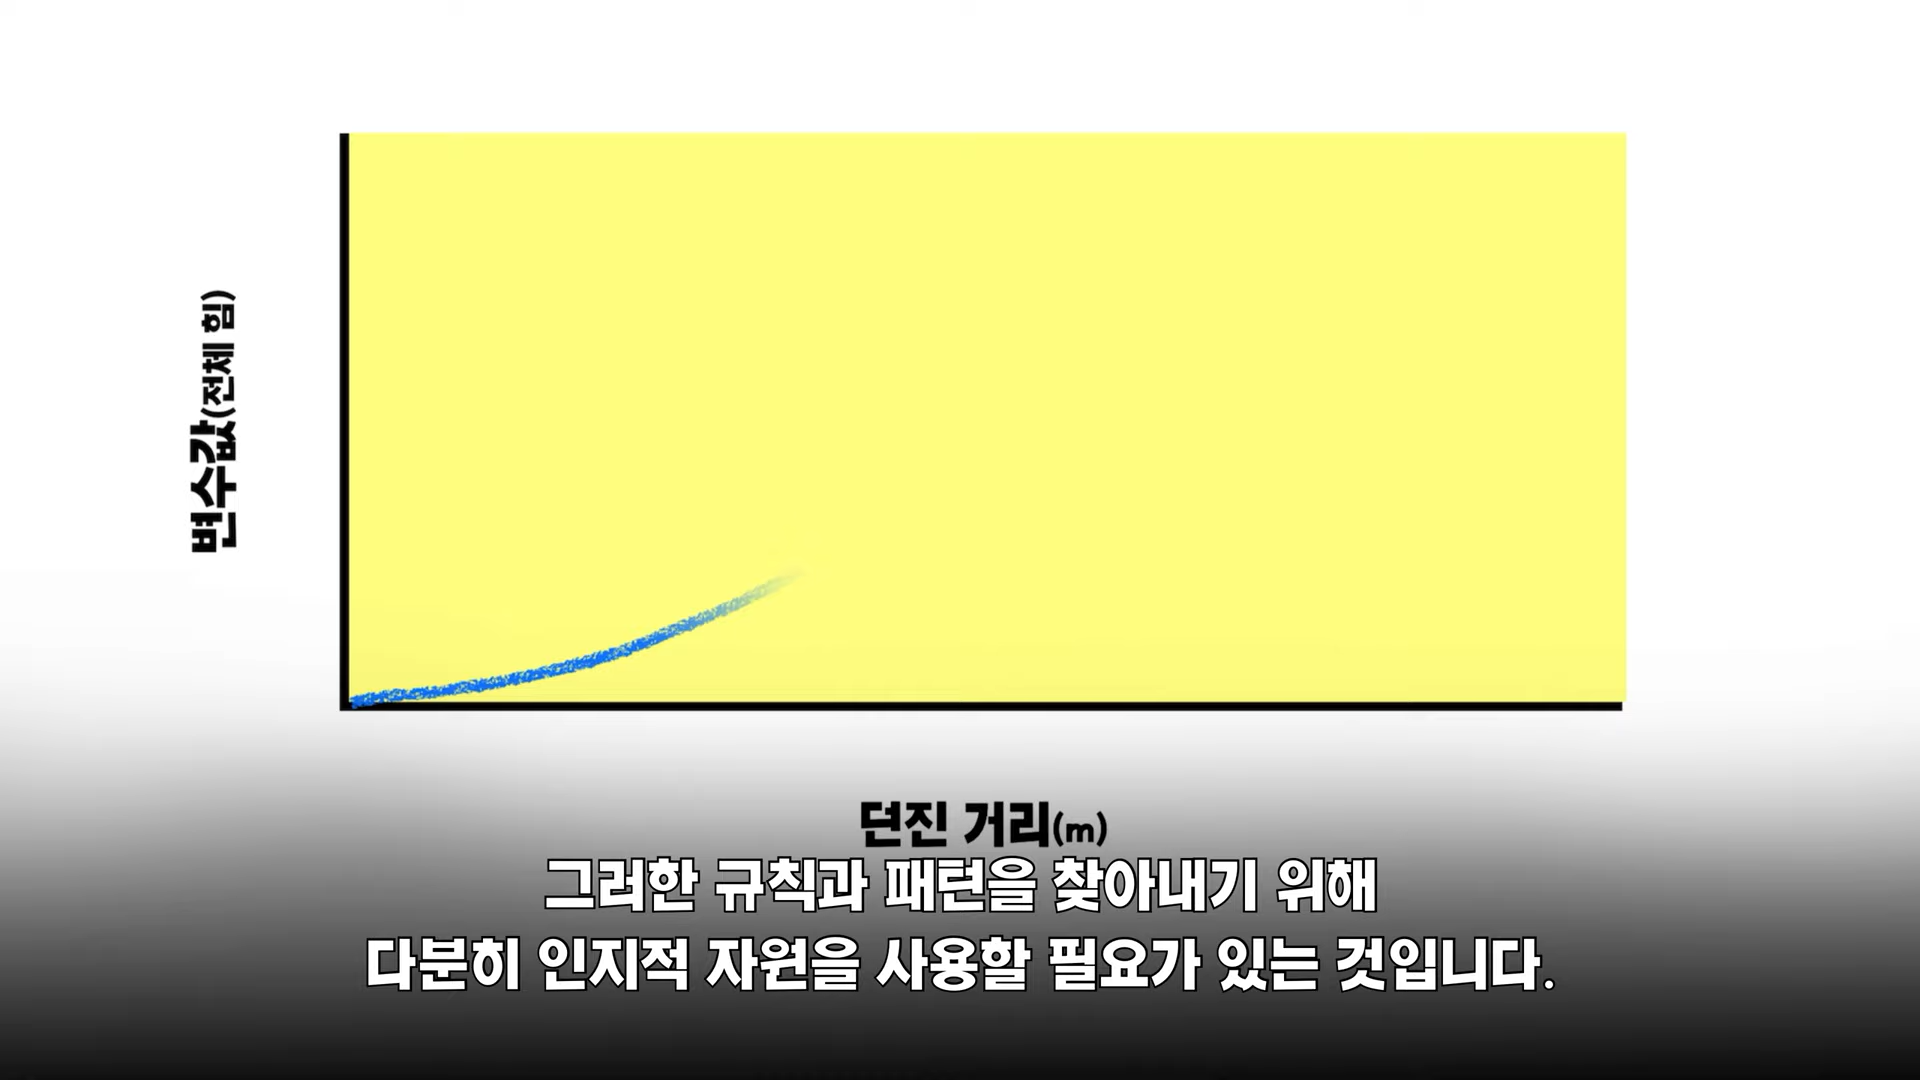 변수값(전체 힘)
던진 거리(m)
그러한 규칙과 패턴을 찾아내기 위해
다분히 인지적 자원을 사용할 필요가 있는 것입니다.